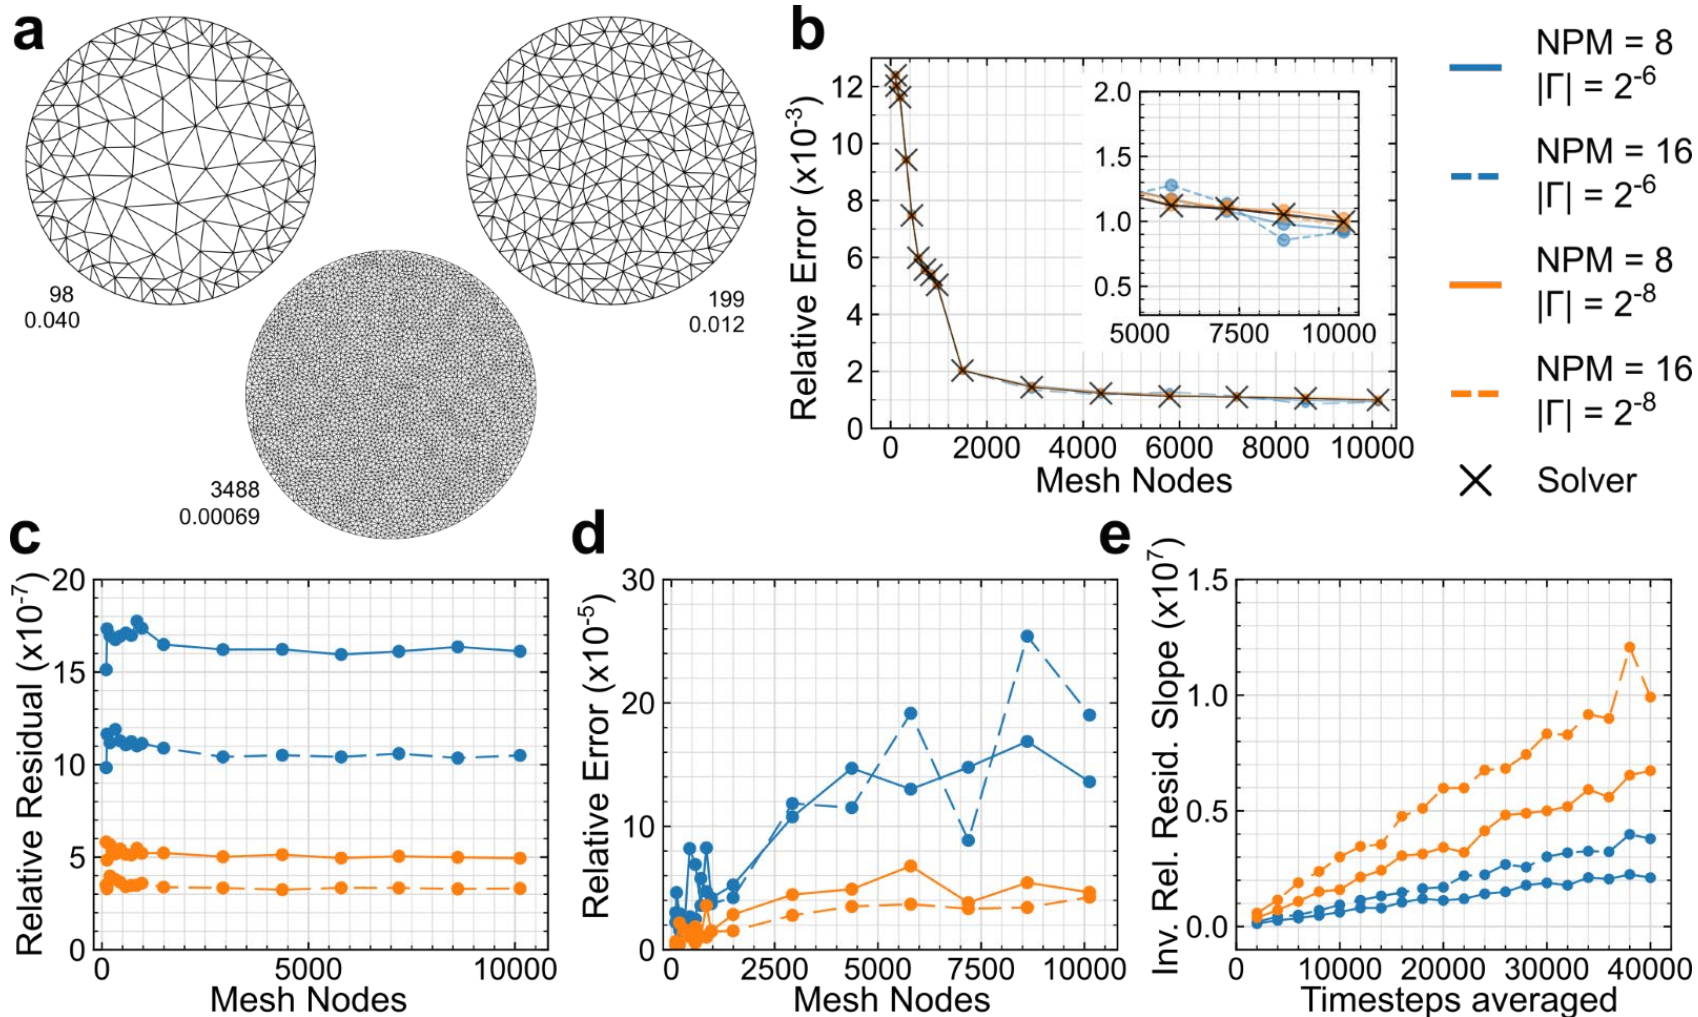 a
98
0.040
199
0.012
3488
0.00069
b
Relative Error (x10⁻³)
12
10
8
6
4
2
0
0 2000 4000 6000 8000 10000
Mesh Nodes
2.0
1.5
1.0
0.5
5000 7500 10000
NPM = 8
|Γ| = 2⁻⁶
NPM = 16
|Γ| = 2⁻⁶
NPM = 8
|Γ| = 2⁻⁸
NPM = 16
|Γ| = 2⁻⁸
Solver
c
Relative Residual (x10⁻⁷)
20
15
10
5
0
0 5000 10000
Mesh Nodes
d
Relative Error (x10⁻⁵)
30
20
10
0
0 2500 5000 7500 10000
Mesh Nodes
e
Inv. Rel. Resid. Slope (x10⁷)
1.5
1.0
0.5
0.0
0 10000 20000 30000 40000
Timesteps averaged